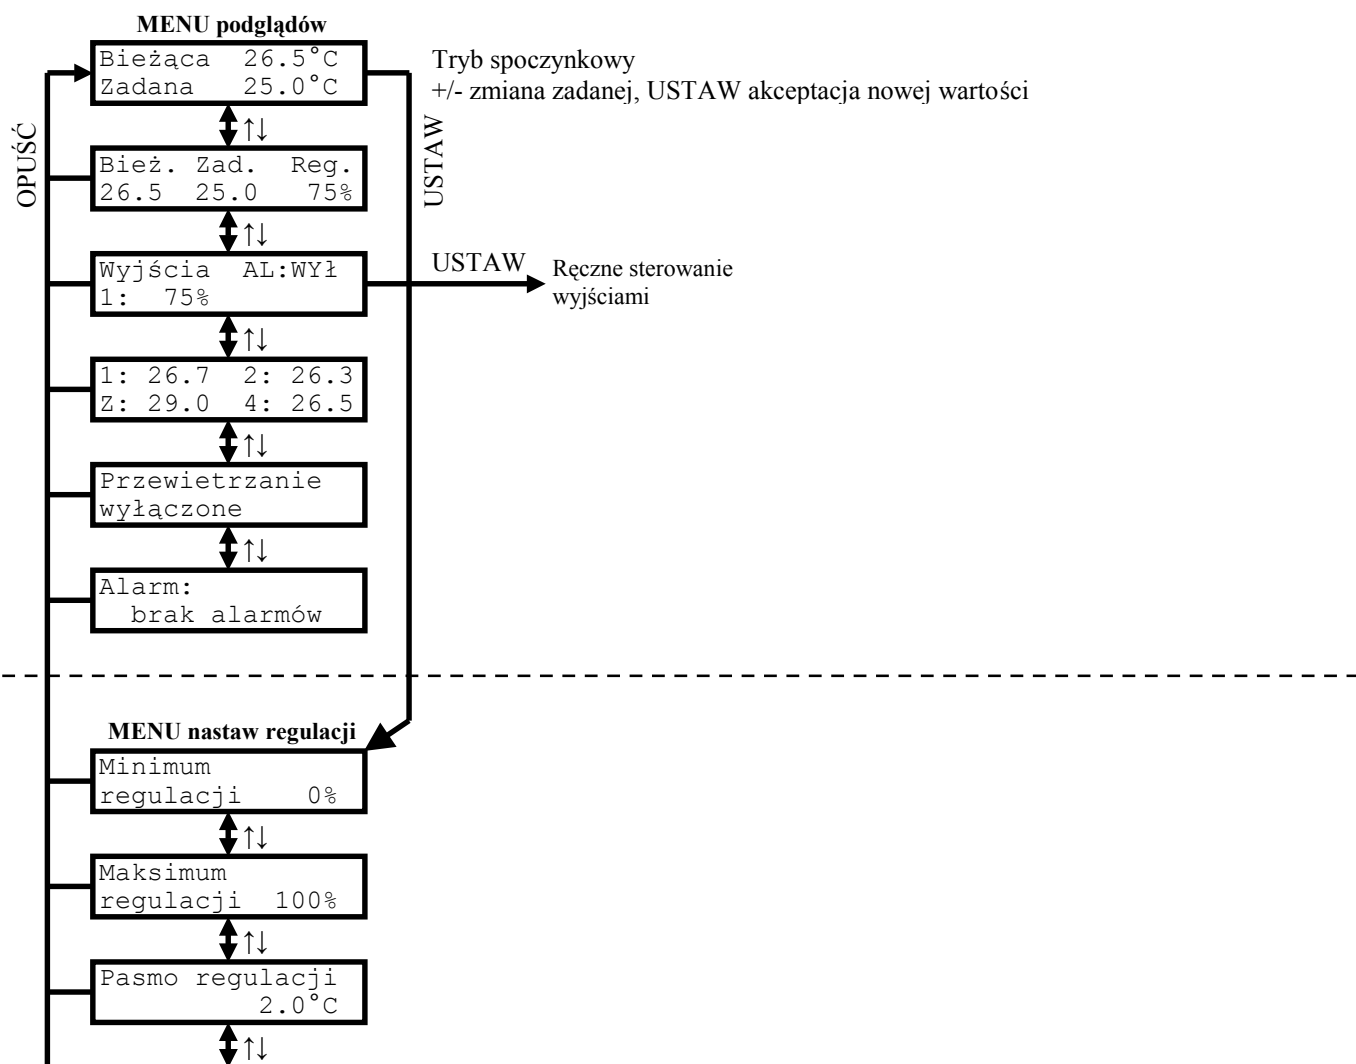 MENU podglądów
Bieżąca 26.5°C
Zadana 25.0°C
Tryb spoczynkowy
+/- zmiana zadanej, USTAW akceptacja nowej wartości
↑↓
OPUŚĆ
USTAW
Bież. Zad. Reg.
26.5 25.0 75%
↑↓
Wyjścia AL:WYŁ
1: 75%
USTAW
Ręczne sterowanie
wyjściami
↑↓
1: 26.7 2: 26.3
Z: 29.0 4: 26.5
↑↓
Przewietrzanie
wyłączone
↑↓
Alarm:
brak alarmów
MENU nastaw regulacji
Minimum
regulacji 0%
↑↓
Maksimum
regulacji 100%
↑↓
Pasmo regulacji
2.0°C
↑↓